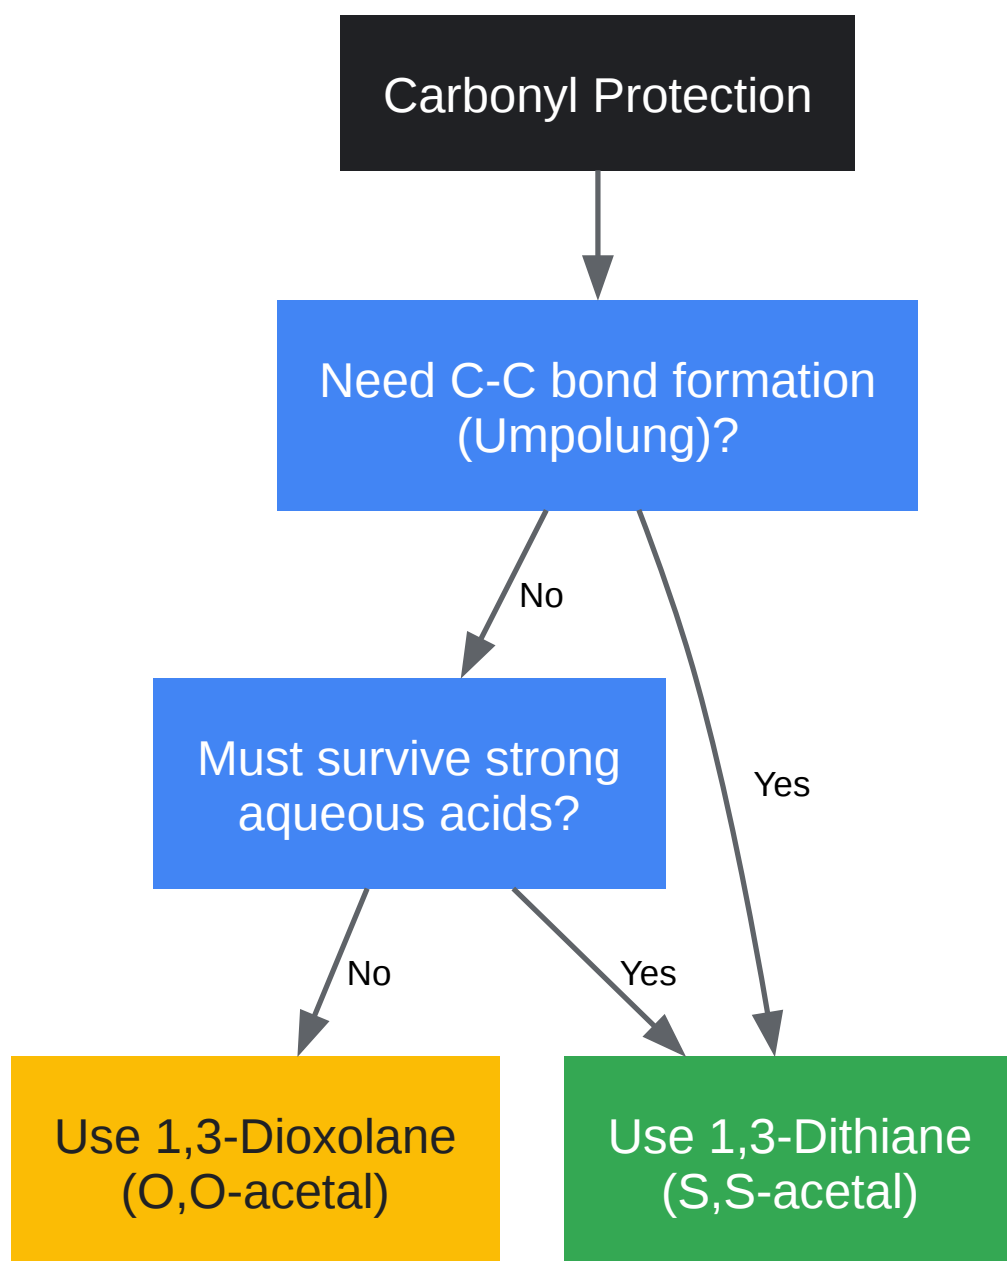 Carbonyl Protection
Need C-C bond formation
(Umpolung)?
No
Must survive strong
aqueous acids?
Yes
No
Yes
Use 1,3-Dioxolane
(O,O-acetal)
Use 1,3-Dithiane
(S,S-acetal)